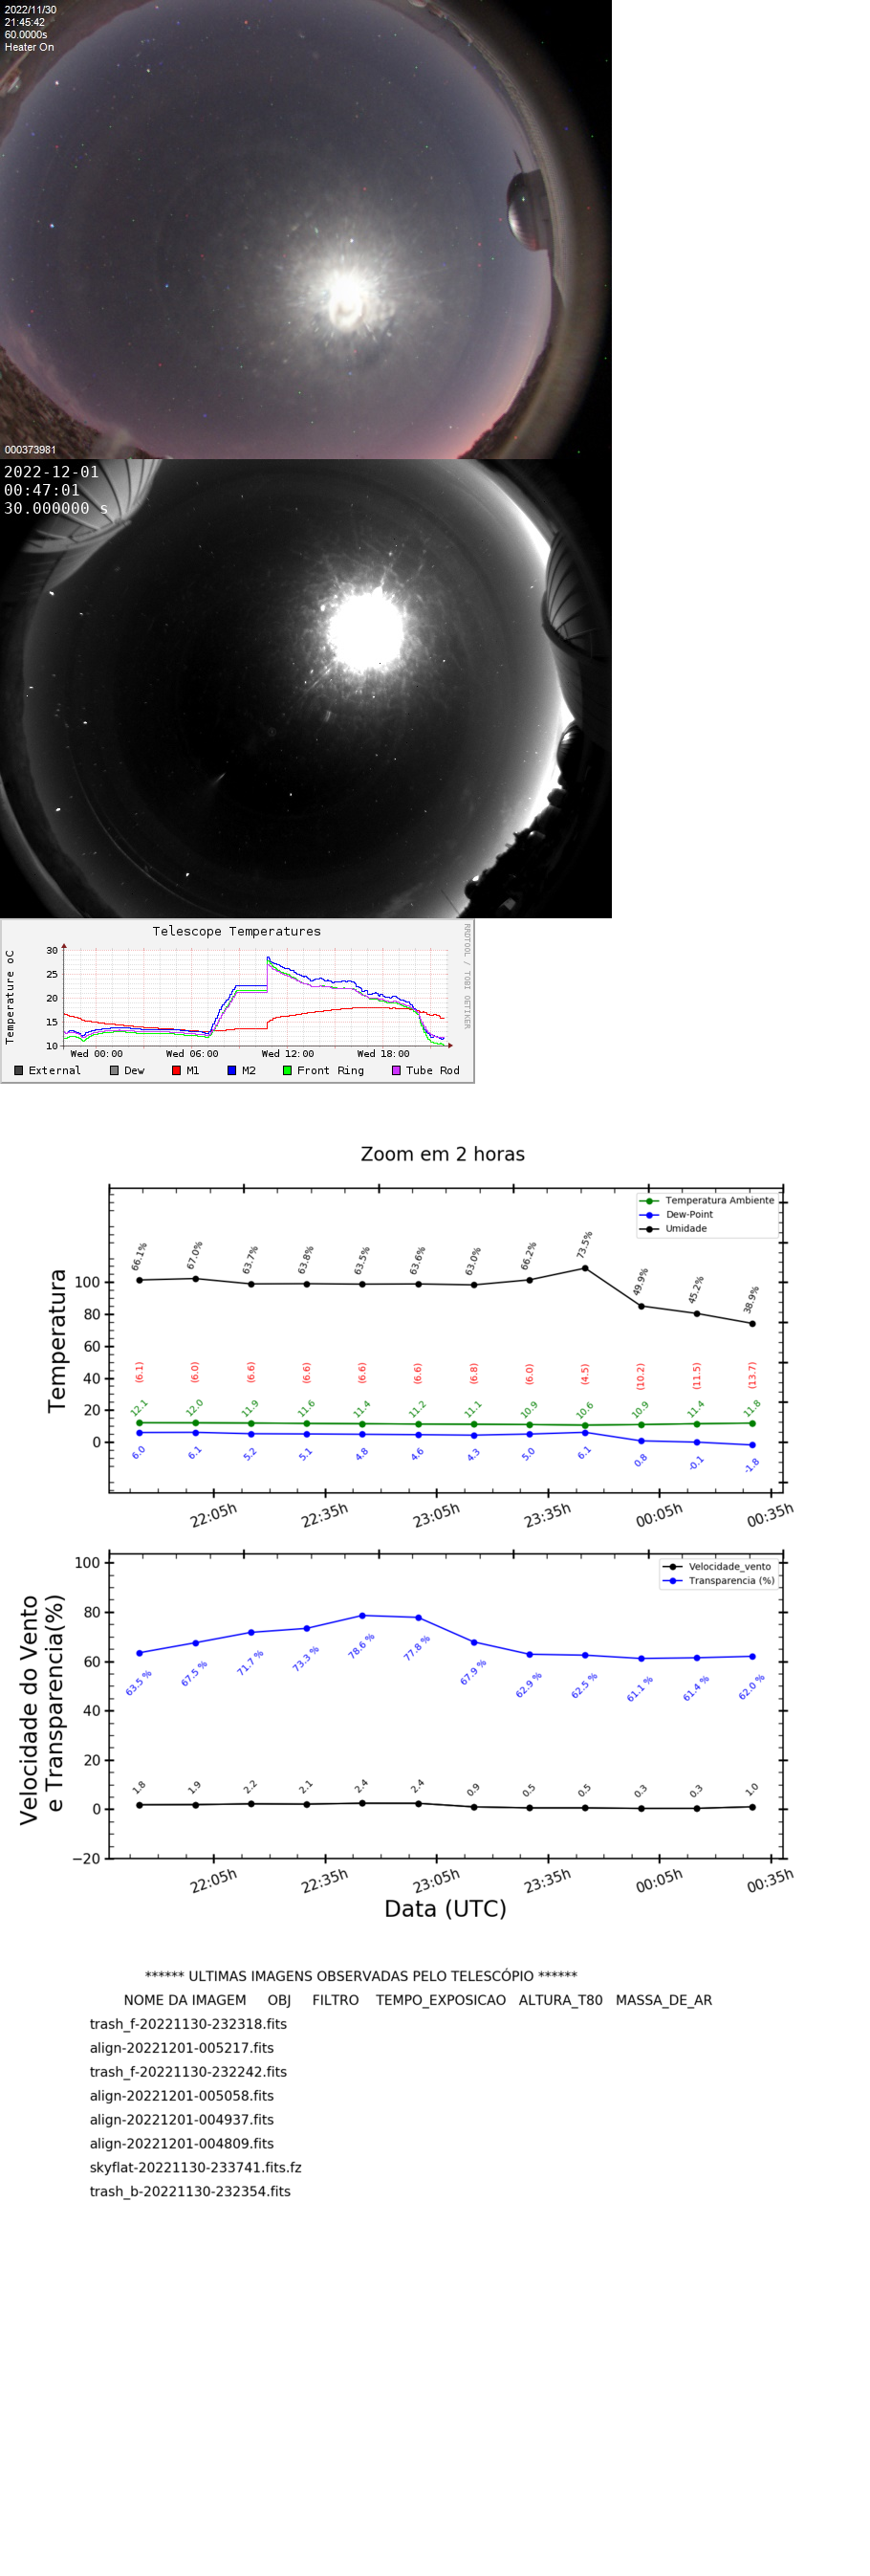 2022/11/30
21:45:42
60.0000s
Heater On
000373981
2022-12-01
00:47:01
30.000000 s
Telescope Temperatures
Temperature oC
RRDTOOL / TOBI OETIKER
30
25
20
15
10
Wed 00:00 Wed 06:00 Wed 12:00 Wed 18:00
External Dew M1 M2 Front Ring Tube Rod
Zoom em 2 horas
Temperatura
Temperatura Ambiente
Dew-Point
Umidade
100
80
60
40
20
0
66.1% 67.0% 63.7% 63.8% 63.5% 63.6% 63.0% 66.2% 73.5% 49.9% 45.2% 38.9%
(6.1) (6.0) (6.6) (6.6) (6.6) (6.6) (6.8) (6.0) (4.5) (10.2) (11.5) (13.7)
12.1 12.0 11.9 11.6 11.4 11.2 11.1 10.9 10.6 10.9 11.4 11.8
6.0 6.1 5.2 5.1 4.8 4.6 4.3 5.0 6.1 0.8 -0.1 -1.8
22:05h 22:35h 23:05h 23:35h 00:05h 00:35h
Velocidade do Vento
e Transparencia(%)
Velocidade_vento
Transparencia (%)
100
80
60
40
20
0
−20
63.5 % 67.5 % 71.7 % 73.3 % 78.6 % 77.8 % 67.9 % 62.9 % 62.5 % 61.1 % 61.4 % 62.0 %
1.8 1.9 2.2 2.1 2.4 2.4 0.9 0.5 0.5 0.3 0.3 1.0
22:05h 22:35h 23:05h 23:35h 00:05h 00:35h
Data (UTC)
****** ULTIMAS IMAGENS OBSERVADAS PELO TELESCÓPIO ******
NOME DA IMAGEM OBJ FILTRO TEMPO_EXPOSICAO ALTURA_T80 MASSA_DE_AR
trash_f-20221130-232318.fits
align-20221201-005217.fits
trash_f-20221130-232242.fits
align-20221201-005058.fits
align-20221201-004937.fits
align-20221201-004809.fits
skyflat-20221130-233741.fits.fz
trash_b-20221130-232354.fits